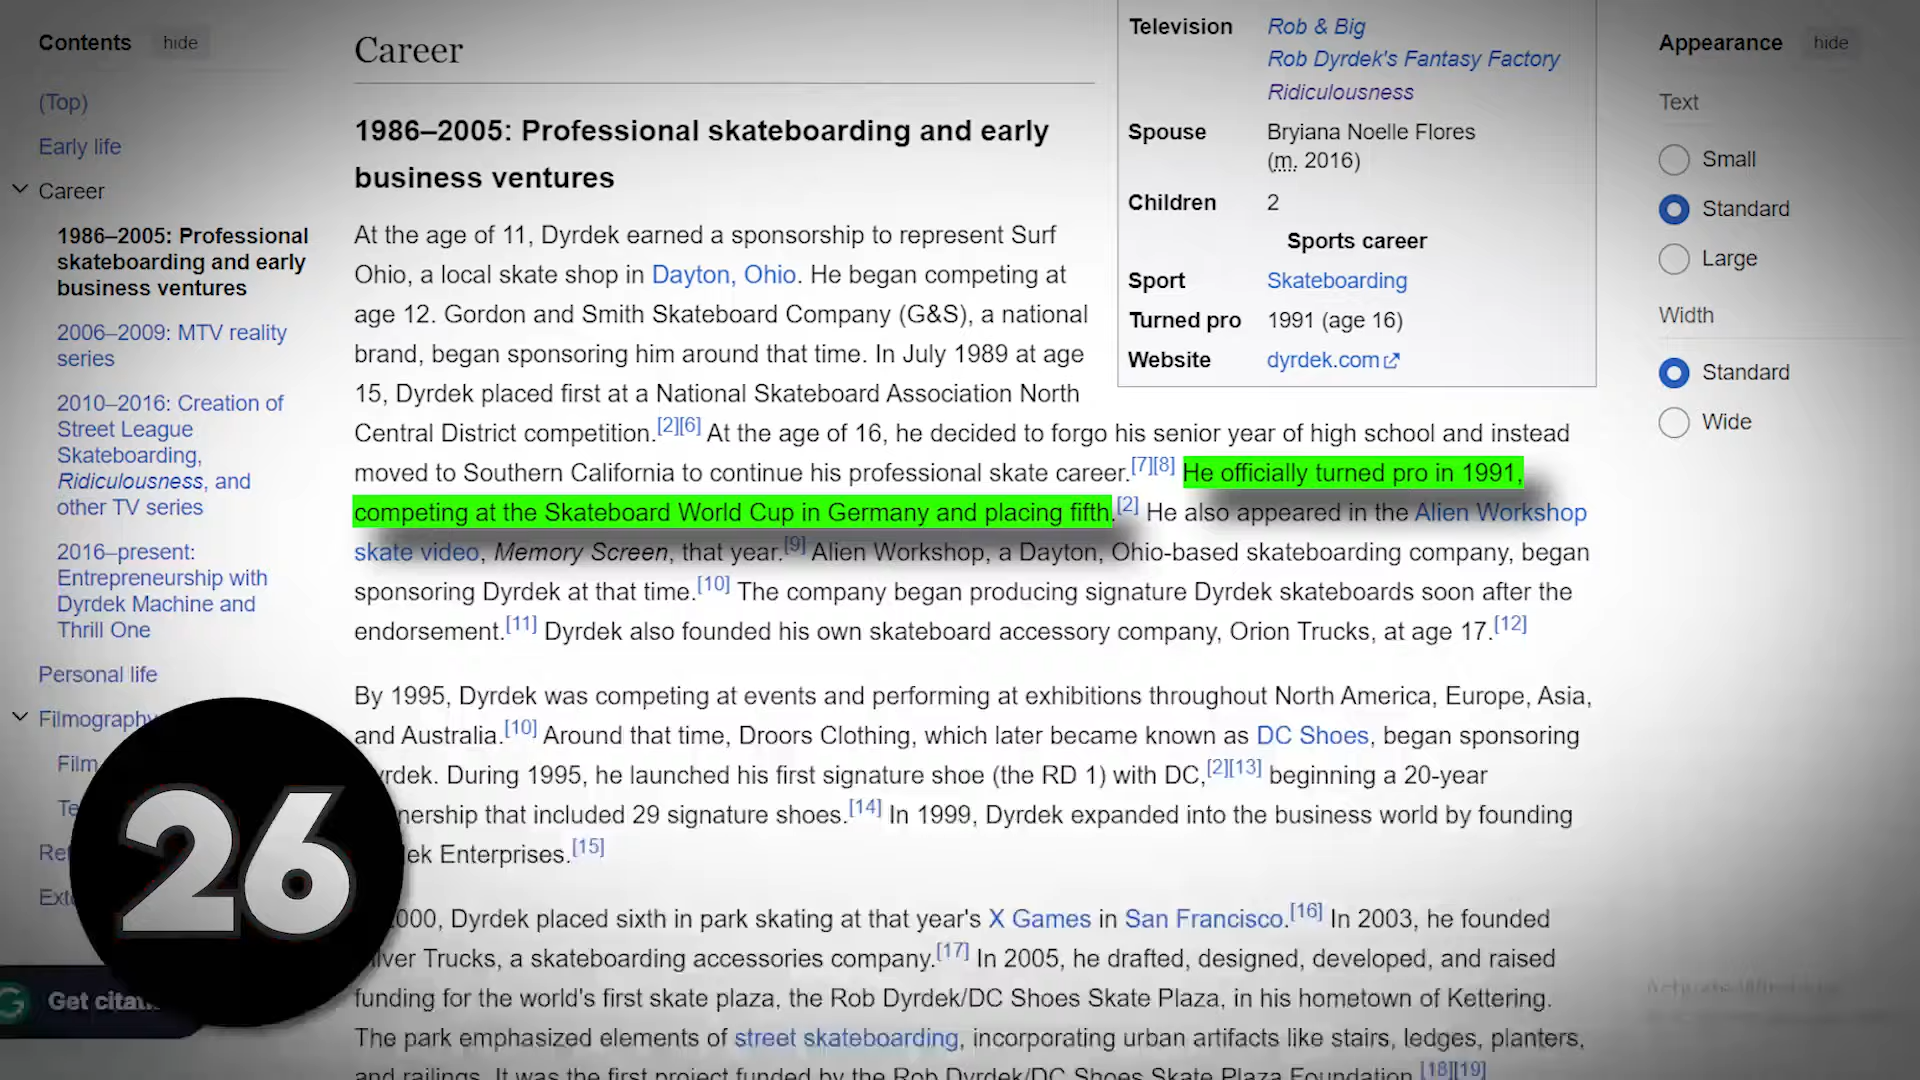 Contents hide
(Top)
Early life
Career
1986–2005: Professional
skateboarding and early
business ventures
2006–2009: MTV reality
series
2010–2016: Creation of
Street League
Skateboarding,
Ridiculousness, and
other TV series
2016–present:
Entrepreneurship with
Dyrdek Machine and
Thrill One
Personal life
Filmography
Film
26
Get
Career
1986–2005: Professional skateboarding and early
business ventures
At the age of 11, Dyrdek earned a sponsorship to represent Surf
Ohio, a local skate shop in Dayton, Ohio. He began competing at
age 12. Gordon and Smith Skateboard Company (G&S), a national
brand, began sponsoring him around that time. In July 1989 at age
15, Dyrdek placed first at a National Skateboard Association North
Central District competition.[2][6] At the age of 16, he decided to forgo his senior year of high school and instead
moved to Southern California to continue his professional skate career.[7][8] He officially turned pro in 1991,
competing at the Skateboard World Cup in Germany and placing fifth.[2] He also appeared in the Alien Workshop
skate video, Memory Screen, that year.[9] Alien Workshop, a Dayton, Ohio-based skateboarding company, began
sponsoring Dyrdek at that time.[10] The company began producing signature Dyrdek skateboards soon after the
endorsement.[11] Dyrdek also founded his own skateboard accessory company, Orion Trucks, at age 17.[12]
By 1995, Dyrdek was competing at events and performing at exhibitions throughout North America, Europe, Asia,
and Australia.[10] Around that time, Droors Clothing, which later became known as DC Shoes, began sponsoring
rdek. During 1995, he launched his first signature shoe (the RD 1) with DC,[2][13] beginning a 20-year
nership that included 29 signature shoes.[14] In 1999, Dyrdek expanded into the business world by founding
ek Enterprises.[15]
000, Dyrdek placed sixth in park skating at that year's X Games in San Francisco.[16] In 2003, he founded
lver Trucks, a skateboarding accessories company.[17] In 2005, he drafted, designed, developed, and raised
funding for the world's first skate plaza, the Rob Dyrdek/DC Shoes Skate Plaza, in his hometown of Kettering.
The park emphasized elements of street skateboarding, incorporating urban artifacts like stairs, ledges, planters,
and railings. It was the first project funded by the Rob Dyrdek/DC Shoes Skate Plaza Foundation.[18][19]
Television Rob & Big
Rob Dyrdek's Fantasy Factory
Ridiculousness
Spouse Bryiana Noelle Flores
(m. 2016)
Children 2
Sports career
Sport Skateboarding
Turned pro 1991 (age 16)
Website dyrdek.com
Appearance hide
Text
Small
Standard
Large
Width
Standard
Wide